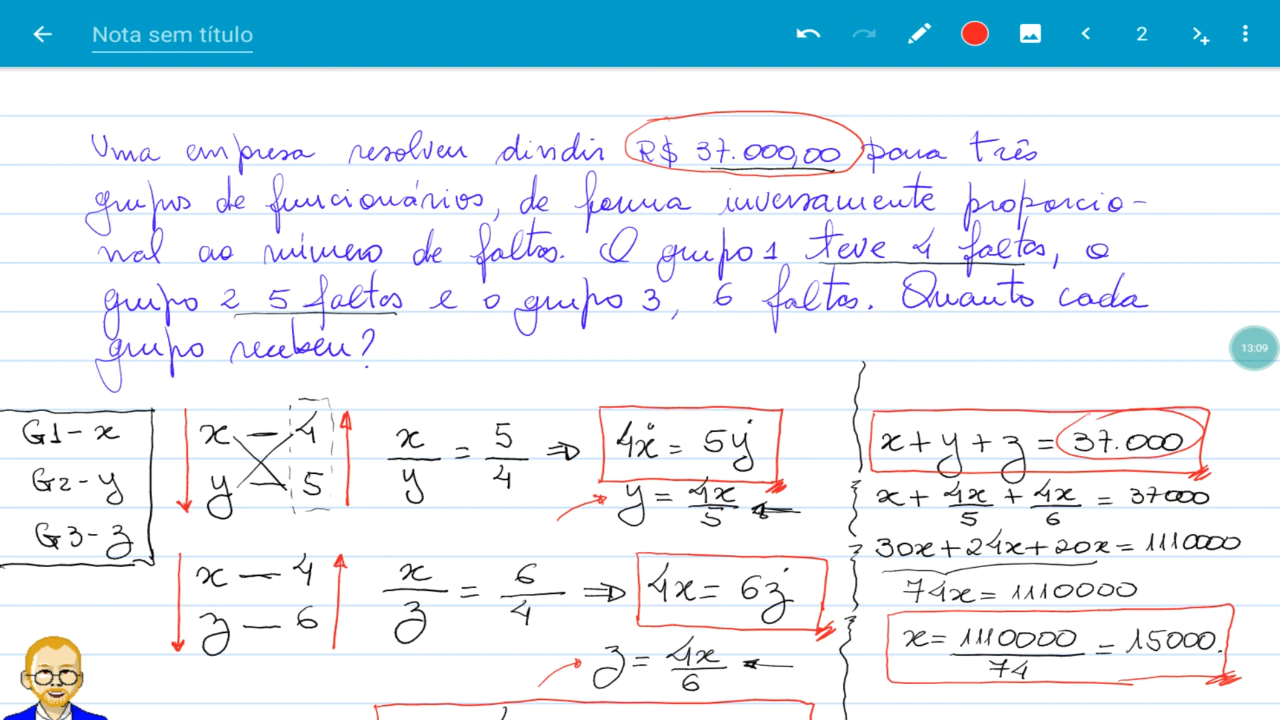 Nota sem título
2
Uma empresa resolveu dividir R$ 37.000,00 para três
grupos de funcionários, de forma inversamente proporcio-
nal ao número de faltas. O grupo 1 teve 4 faltas, o
grupo 2 5 faltas e o grupo 3, 6 faltas. Quanto cada
grupo recebeu?
13:09
G1 - x
G2 - y
G3 - z
x — 4
y — 5
x/y = 5/4 ⇒ 4x = 5y
y = 4x/5
x — 4
z — 6
x/z = 6/4 ⇒ 4x = 6z
z = 4x/6
x + y + z = 37.000
x + 4x/5 + 4x/6 = 37000
30x + 24x + 20x = 1110000
74x = 1110000
x = 1110000/74 = 15000.